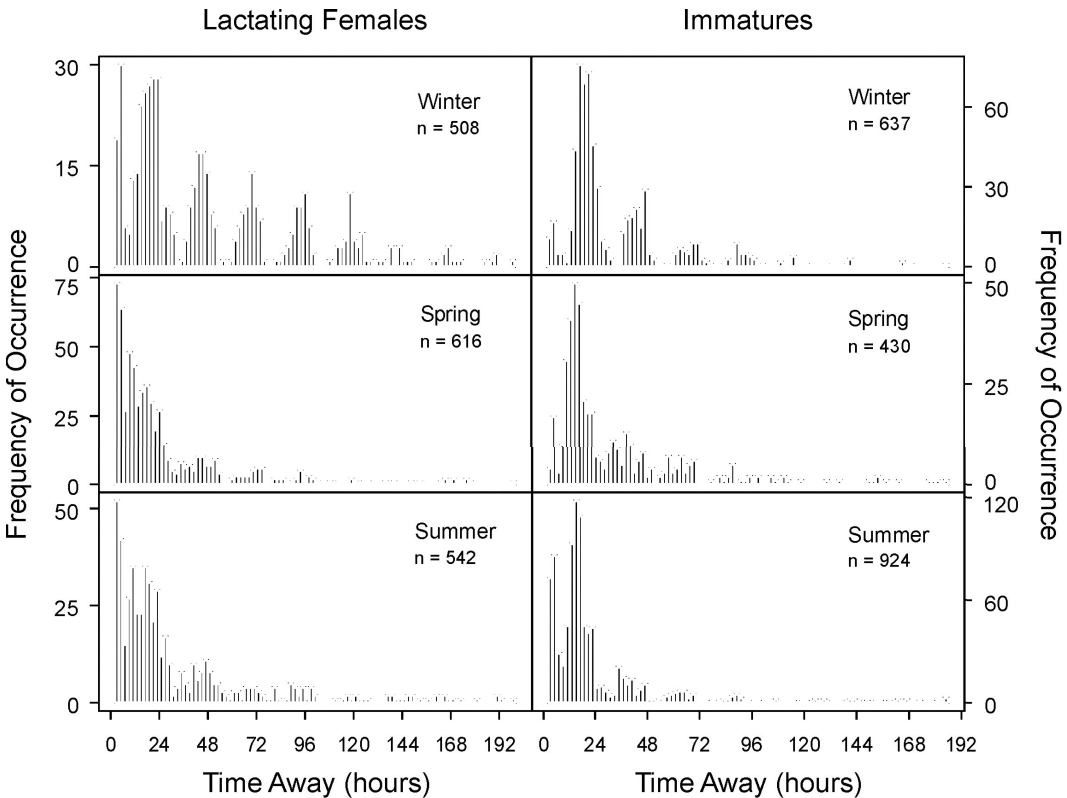 Lactating Females
Immatures
Frequency of Occurrence
30
15
0
Winter
n = 508
Winter
n = 637
60
30
0
75
50
25
0
Spring
n = 616
Spring
n = 430
50
25
0
50
25
0
Summer
n = 542
Summer
n = 924
120
60
0
Frequency of Occurrence
0 24 48 72 96 120 144 168 192
0 24 48 72 96 120 144 168 192
Time Away (hours)
Time Away (hours)